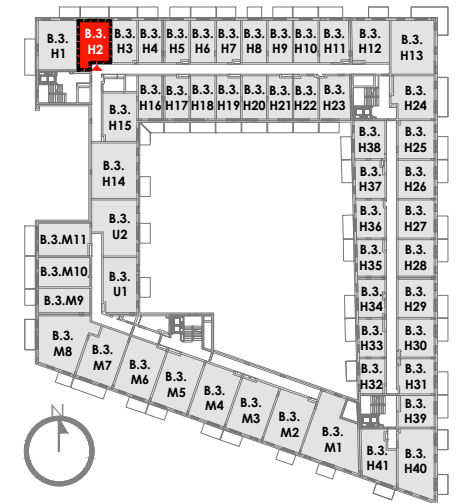 B.3.
H1
B.3.
H2
B.3.
H3
B.3.
H4
B.3.
H5
B.3.
H6
B.3.
H7
B.3.
H8
B.3.
H9
B.3.
H10
B.3.
H11
B.3.
H12
B.3.
H13
B.3.
H16
B.3.
H17
B.3.
H18
B.3.
H19
B.3.
H20
B.3.
H21
B.3.
H22
B.3.
H23
B.3.
H24
B.3.
H15
B.3.
H38
B.3.
H25
B.3.
H14
B.3.
H37
B.3.
H26
B.3.
U2
B.3.
H36
B.3.
H27
B.3.M11
B.3.
H35
B.3.
H28
B.3.M10
B.3.
U1
B.3.
H34
B.3.
H29
B.3.M9
B.3.
H33
B.3.
H30
B.3.
M8
B.3.
M7
B.3.
M6
B.3.
M5
B.3.
M4
B.3.
M3
B.3.
M2
B.3.
M1
B.3.
H32
B.3.
H31
B.3.
H39
B.3.
H41
B.3.
H40
N